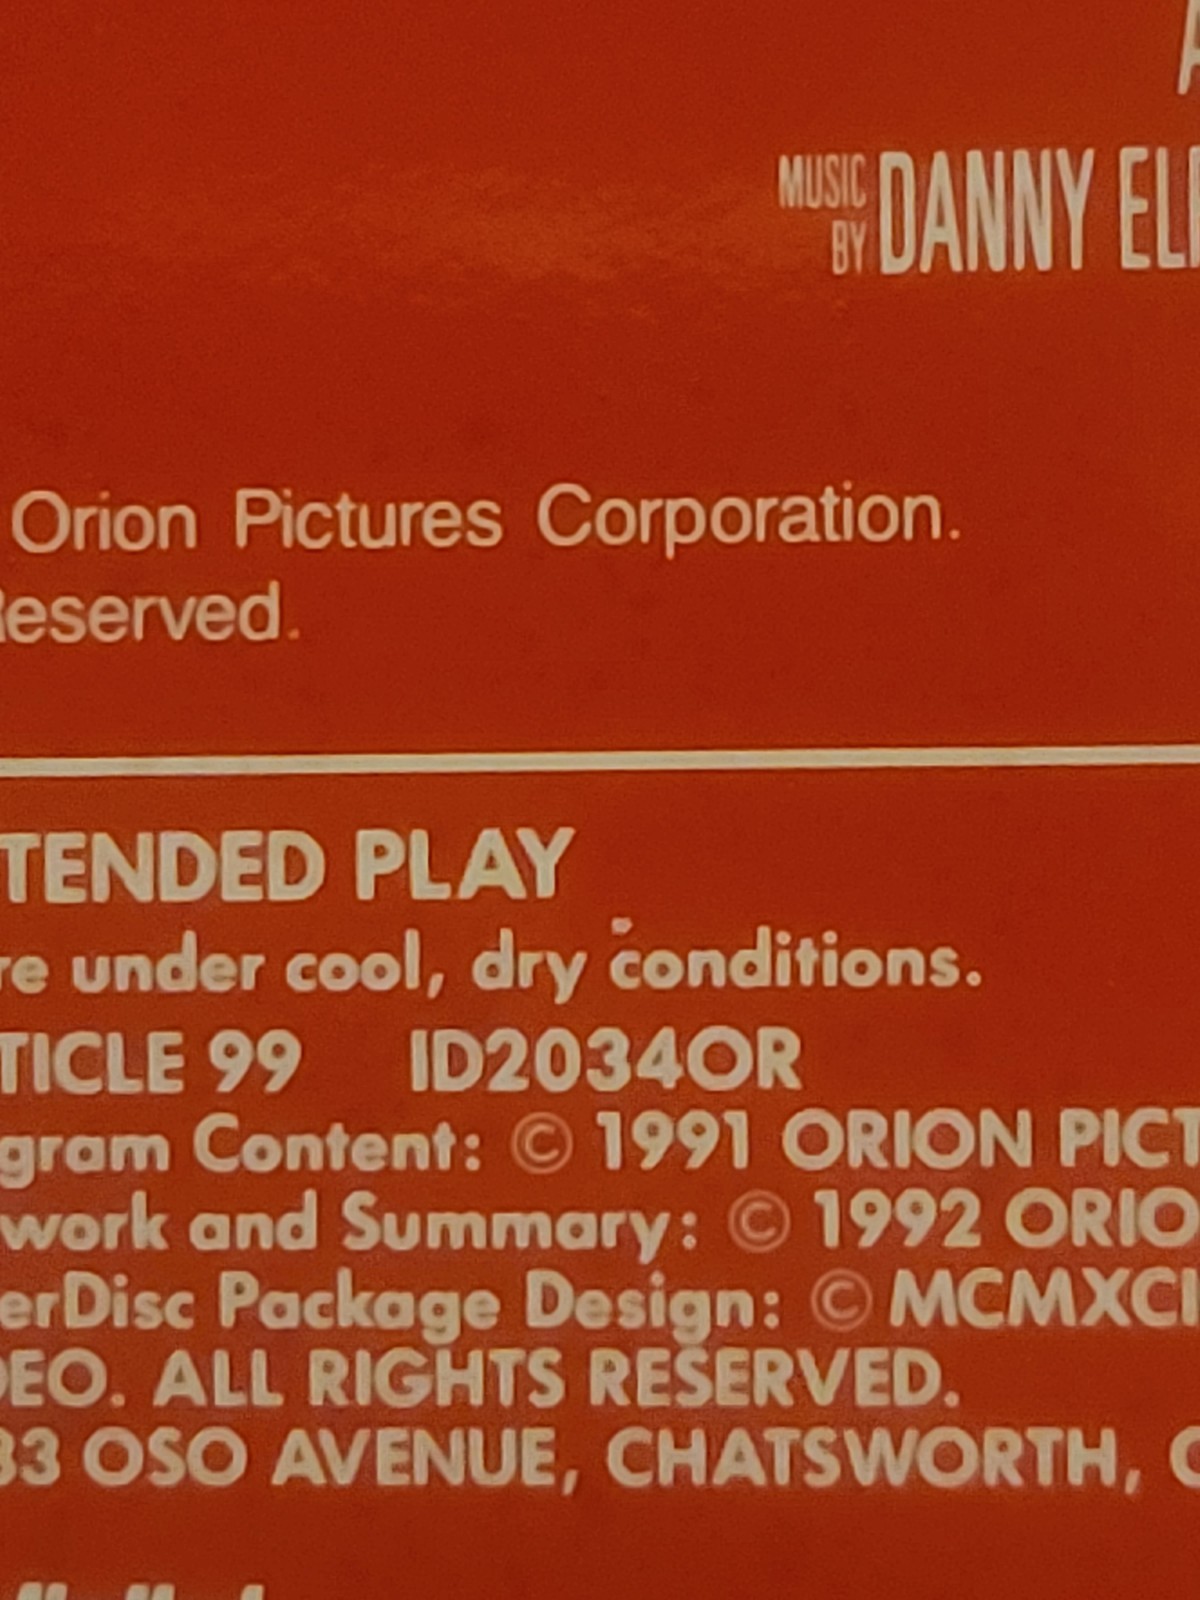 MUSIC BY DANNY EL
Orion Pictures Corporation.
eserved.
TENDED PLAY
re under cool, dry conditions.
TICLE 99 ID2034OR
gram Content: © 1991 ORION PICT
work and Summary: © 1992 ORIO
erDisc Package Design: © MCMXCI
DEO. ALL RIGHTS RESERVED.
33 OSO AVENUE, CHATSWORTH, C